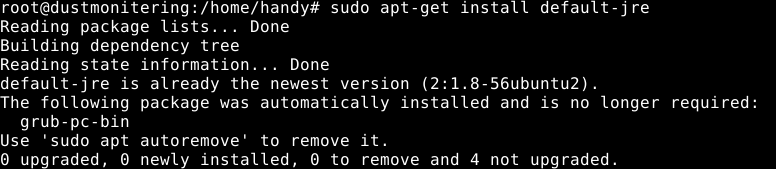 root@dustmonitering:/home/handy# sudo apt-get install default-jre
Reading package lists... Done
Building dependency tree
Reading state information... Done
default-jre is already the newest version (2:1.8-56ubuntu2).
The following package was automatically installed and is no longer required:
  grub-pc-bin
Use 'sudo apt autoremove' to remove it.
0 upgraded, 0 newly installed, 0 to remove and 4 not upgraded.